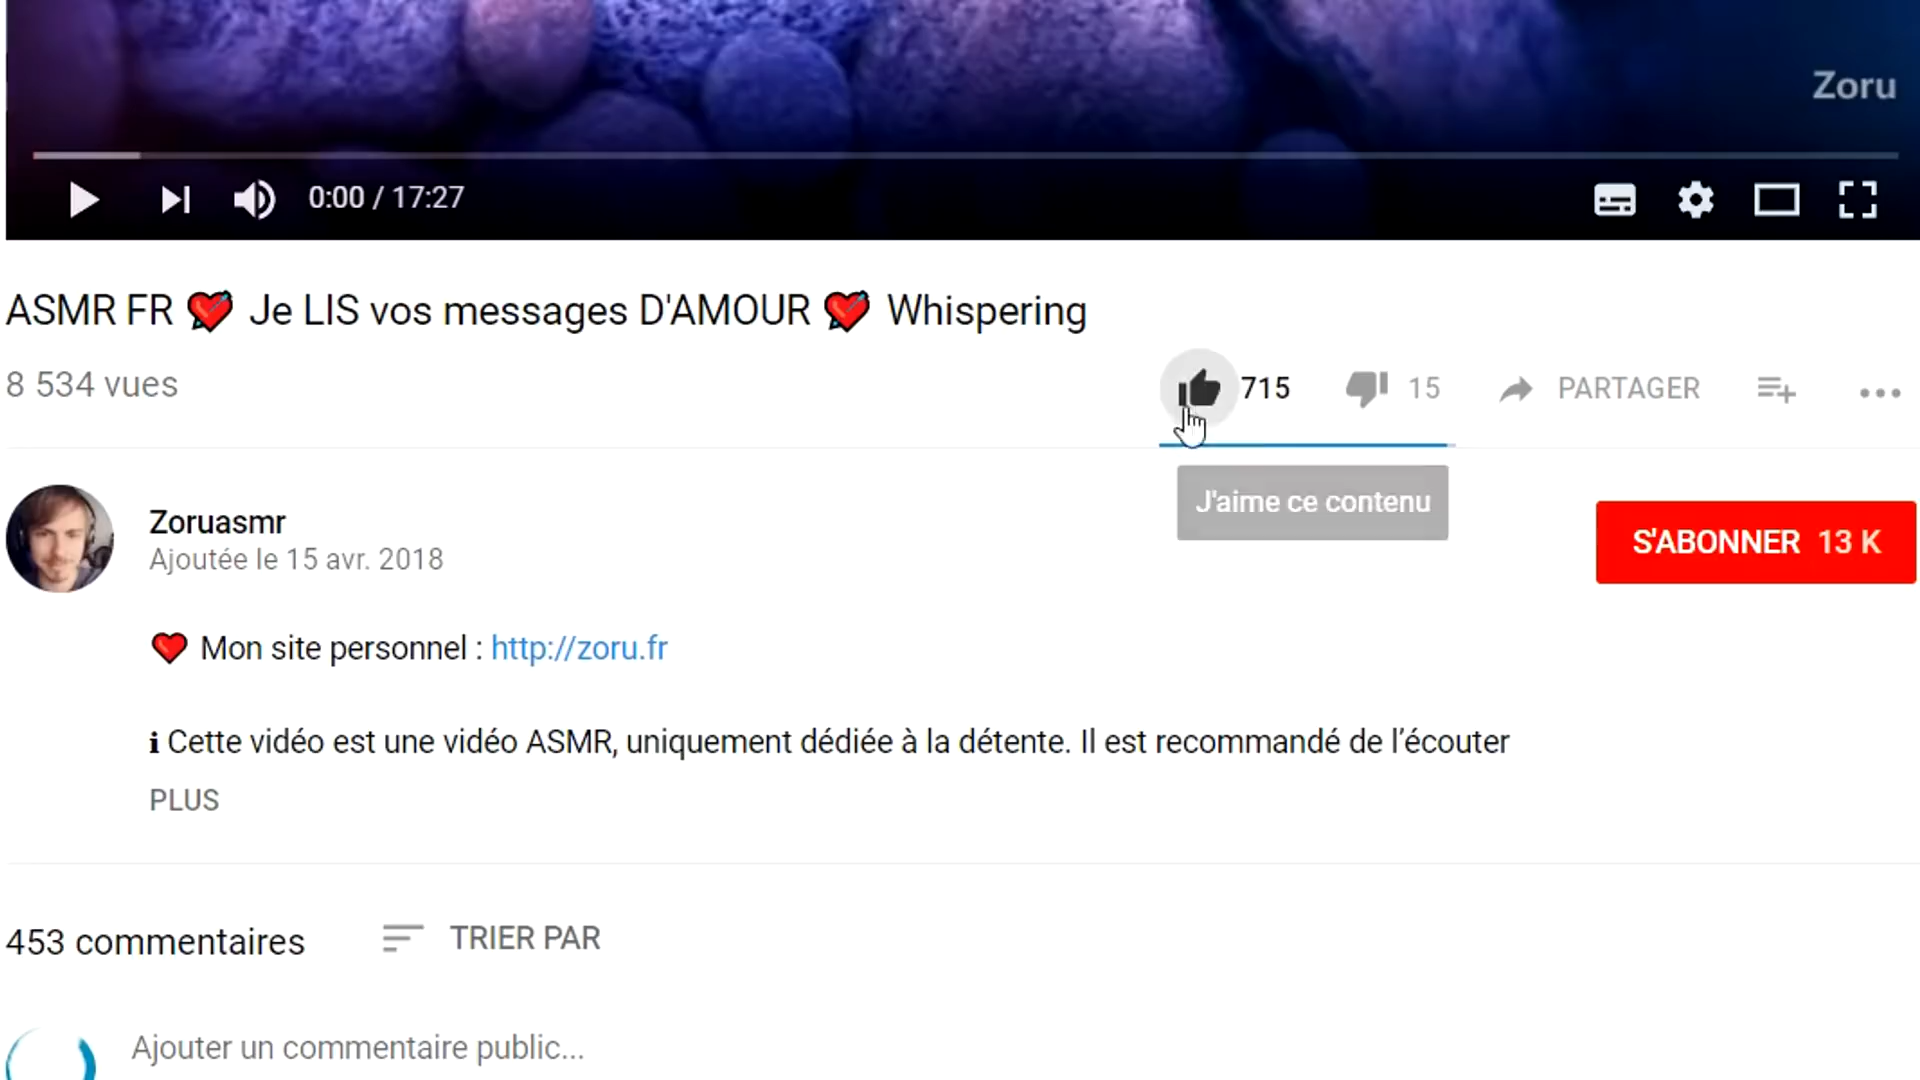 Zoru
0:00 / 17:27
ASMR FR 💘 Je LIS vos messages D'AMOUR 💘 Whispering
8 534 vues
715
15
PARTAGER
J'aime ce contenu
Zoruasmr
Ajoutée le 15 avr. 2018
S'ABONNER 13 K
❤️ Mon site personnel : http://zoru.fr
ℹ Cette vidéo est une vidéo ASMR, uniquement dédiée à la détente. Il est recommandé de l’écouter
PLUS
453 commentaires
TRIER PAR
Ajouter un commentaire public...